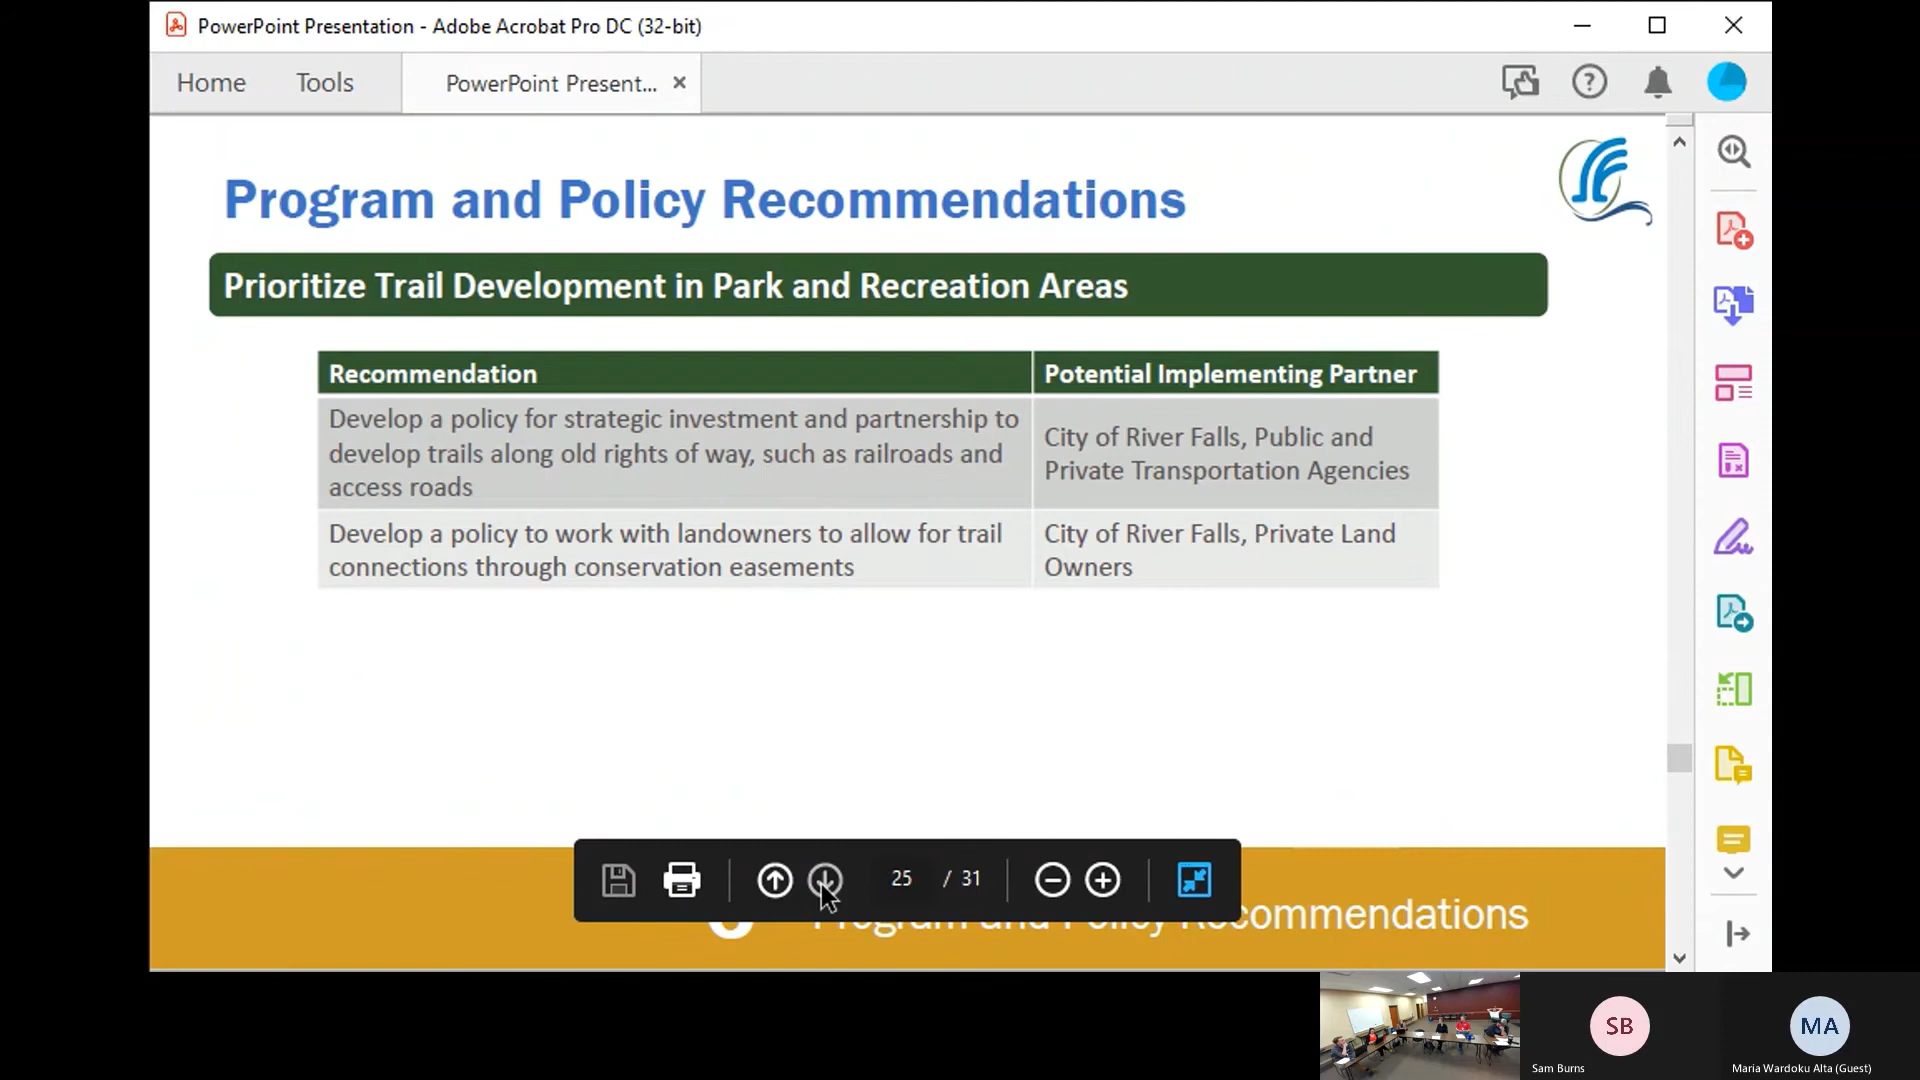 PowerPoint Presentation - Adobe Acrobat Pro DC (32-bit)
Home Tools PowerPoint Present...
Program and Policy Recommendations
Prioritize Trail Development in Park and Recreation Areas
Recommendation Potential Implementing Partner
Develop a policy for strategic investment and partnership to
develop trails along old rights of way, such as railroads and
access roads
City of River Falls, Public and
Private Transportation Agencies
Develop a policy to work with landowners to allow for trail
connections through conservation easements
City of River Falls, Private Land
Owners
25 / 31
Program and Policy Recommendations
SB
MA
Sam Burns
Maria Wardoku Alta (Guest)